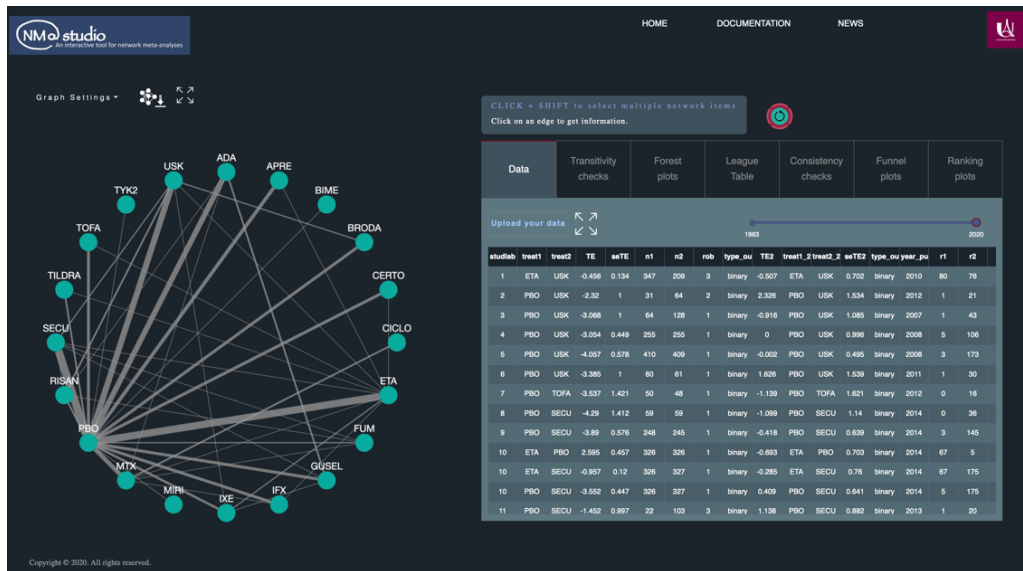 NMA studio
An interactive tool for network meta-analyses
HOME DOCUMENTATION NEWS
Graph Settings
CLICK + SHIFT to select multiple network items
Click on an edge to get information.
Data Transitivity checks Forest plots League Table Consistency checks Funnel plots Ranking plots
Upload your data
1963 2020
USK
ADA
APRE
TYK2
BIME
TOFA
BRODA
TILDRA
CERTO
SECU
CICLO
RISAN
ETA
PBO
FUM
MTX
GUSEL
MIRI
IXE
IFX
studlab treat1 treat2 TE seTE n1 n2 rob type_ou TE2 treat1_2 treat2_2 seTE2 type_ou year_pu r1 r2
1 ETA USK -0.456 0.134 347 209 3 binary -0.507 ETA USK 0.702 binary 2010 80 76
2 PBO USK -2.32 1 31 64 2 binary 2.326 PBO USK 1.534 binary 2012 1 21
3 PBO USK -3.068 1 64 128 1 binary -0.916 PBO USK 1.085 binary 2007 1 43
4 PBO USK -3.054 0.449 255 255 1 binary 0 PBO USK 0.996 binary 2008 5 106
5 PBO USK -4.057 0.578 410 409 1 binary -0.002 PBO USK 0.495 binary 2008 3 173
6 PBO USK -3.385 1 60 61 1 binary 1.626 PBO USK 1.539 binary 2011 1 30
7 PBO TOFA -3.537 1.421 50 48 1 binary -1.139 PBO TOFA 1.621 binary 2012 0 16
8 PBO SECU -4.29 1.412 59 59 1 binary -1.099 PBO SECU 1.14 binary 2014 0 36
9 PBO SECU -3.89 0.576 248 245 1 binary -0.418 PBO SECU 0.639 binary 2014 3 145
10 ETA PBO 2.595 0.457 326 326 1 binary -0.693 ETA PBO 0.703 binary 2014 67 5
10 ETA SECU -0.957 0.12 326 327 1 binary -0.285 ETA SECU 0.76 binary 2014 67 175
10 PBO SECU -3.552 0.447 326 327 1 binary 0.409 PBO SECU 0.641 binary 2014 5 175
11 PBO SECU -1.452 0.997 22 103 3 binary 1.138 PBO SECU 0.882 binary 2013 1 20
Copyright © 2020. All rights reserved.